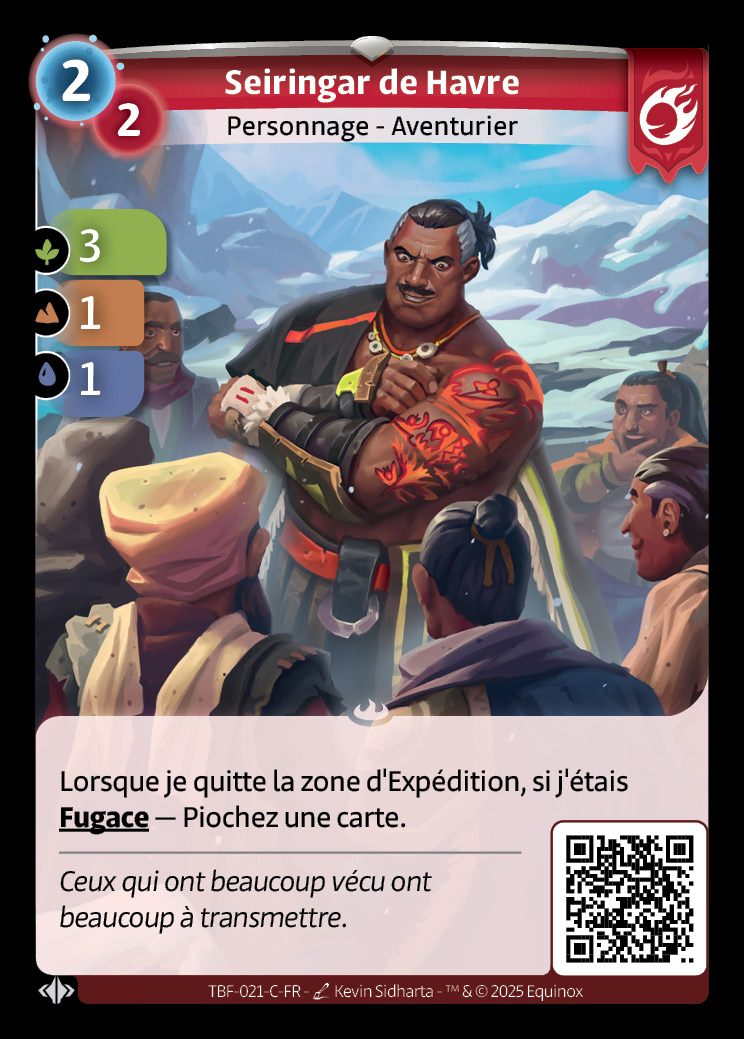 2
Seiringar de Havre
2
Personnage - Aventurier
3
1
1
Lorsque je quitte la zone d'Expédition, si j'étais
Fugace — Piochez une carte.
Ceux qui ont beaucoup vécu ont
beaucoup à transmettre.
TBF-021-C-FR - Kevin Sidharta - ™ & © 2025 Equinox